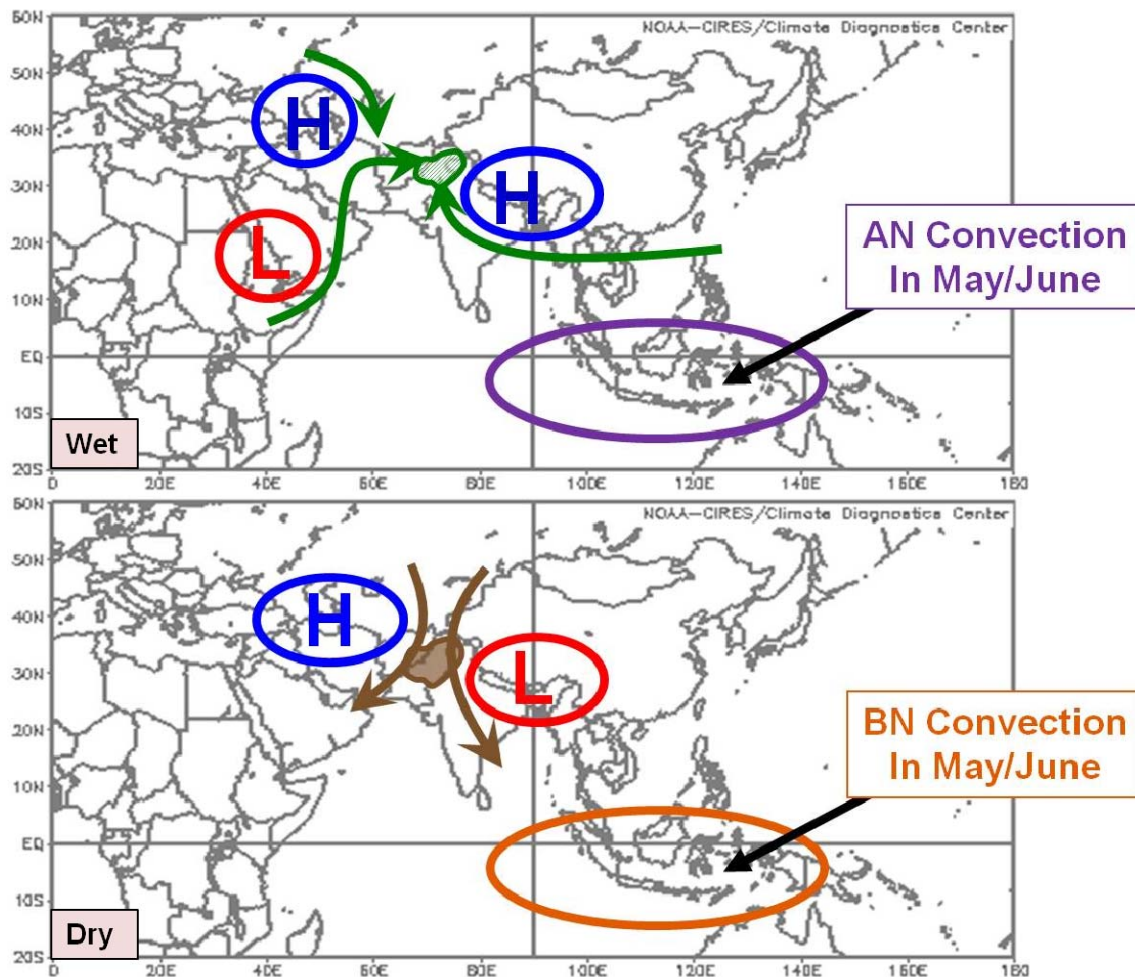 60N
NOAA-CIRES/Climate Diagnostics Center
50N
H
40N
30N
H
AN Convection
In May/June
20N
L
10N
EQ
10S
Wet
20S
0 20E 40E 60E 80E 100E 120E 140E 160E 180
60N
NOAA-CIRES/Climate Diagnostics Center
50N
H
40N
30N
L
BN Convection
In May/June
20N
10N
EQ
10S
Dry
20S
0 20E 40E 60E 80E 100E 120E 140E 160E 180